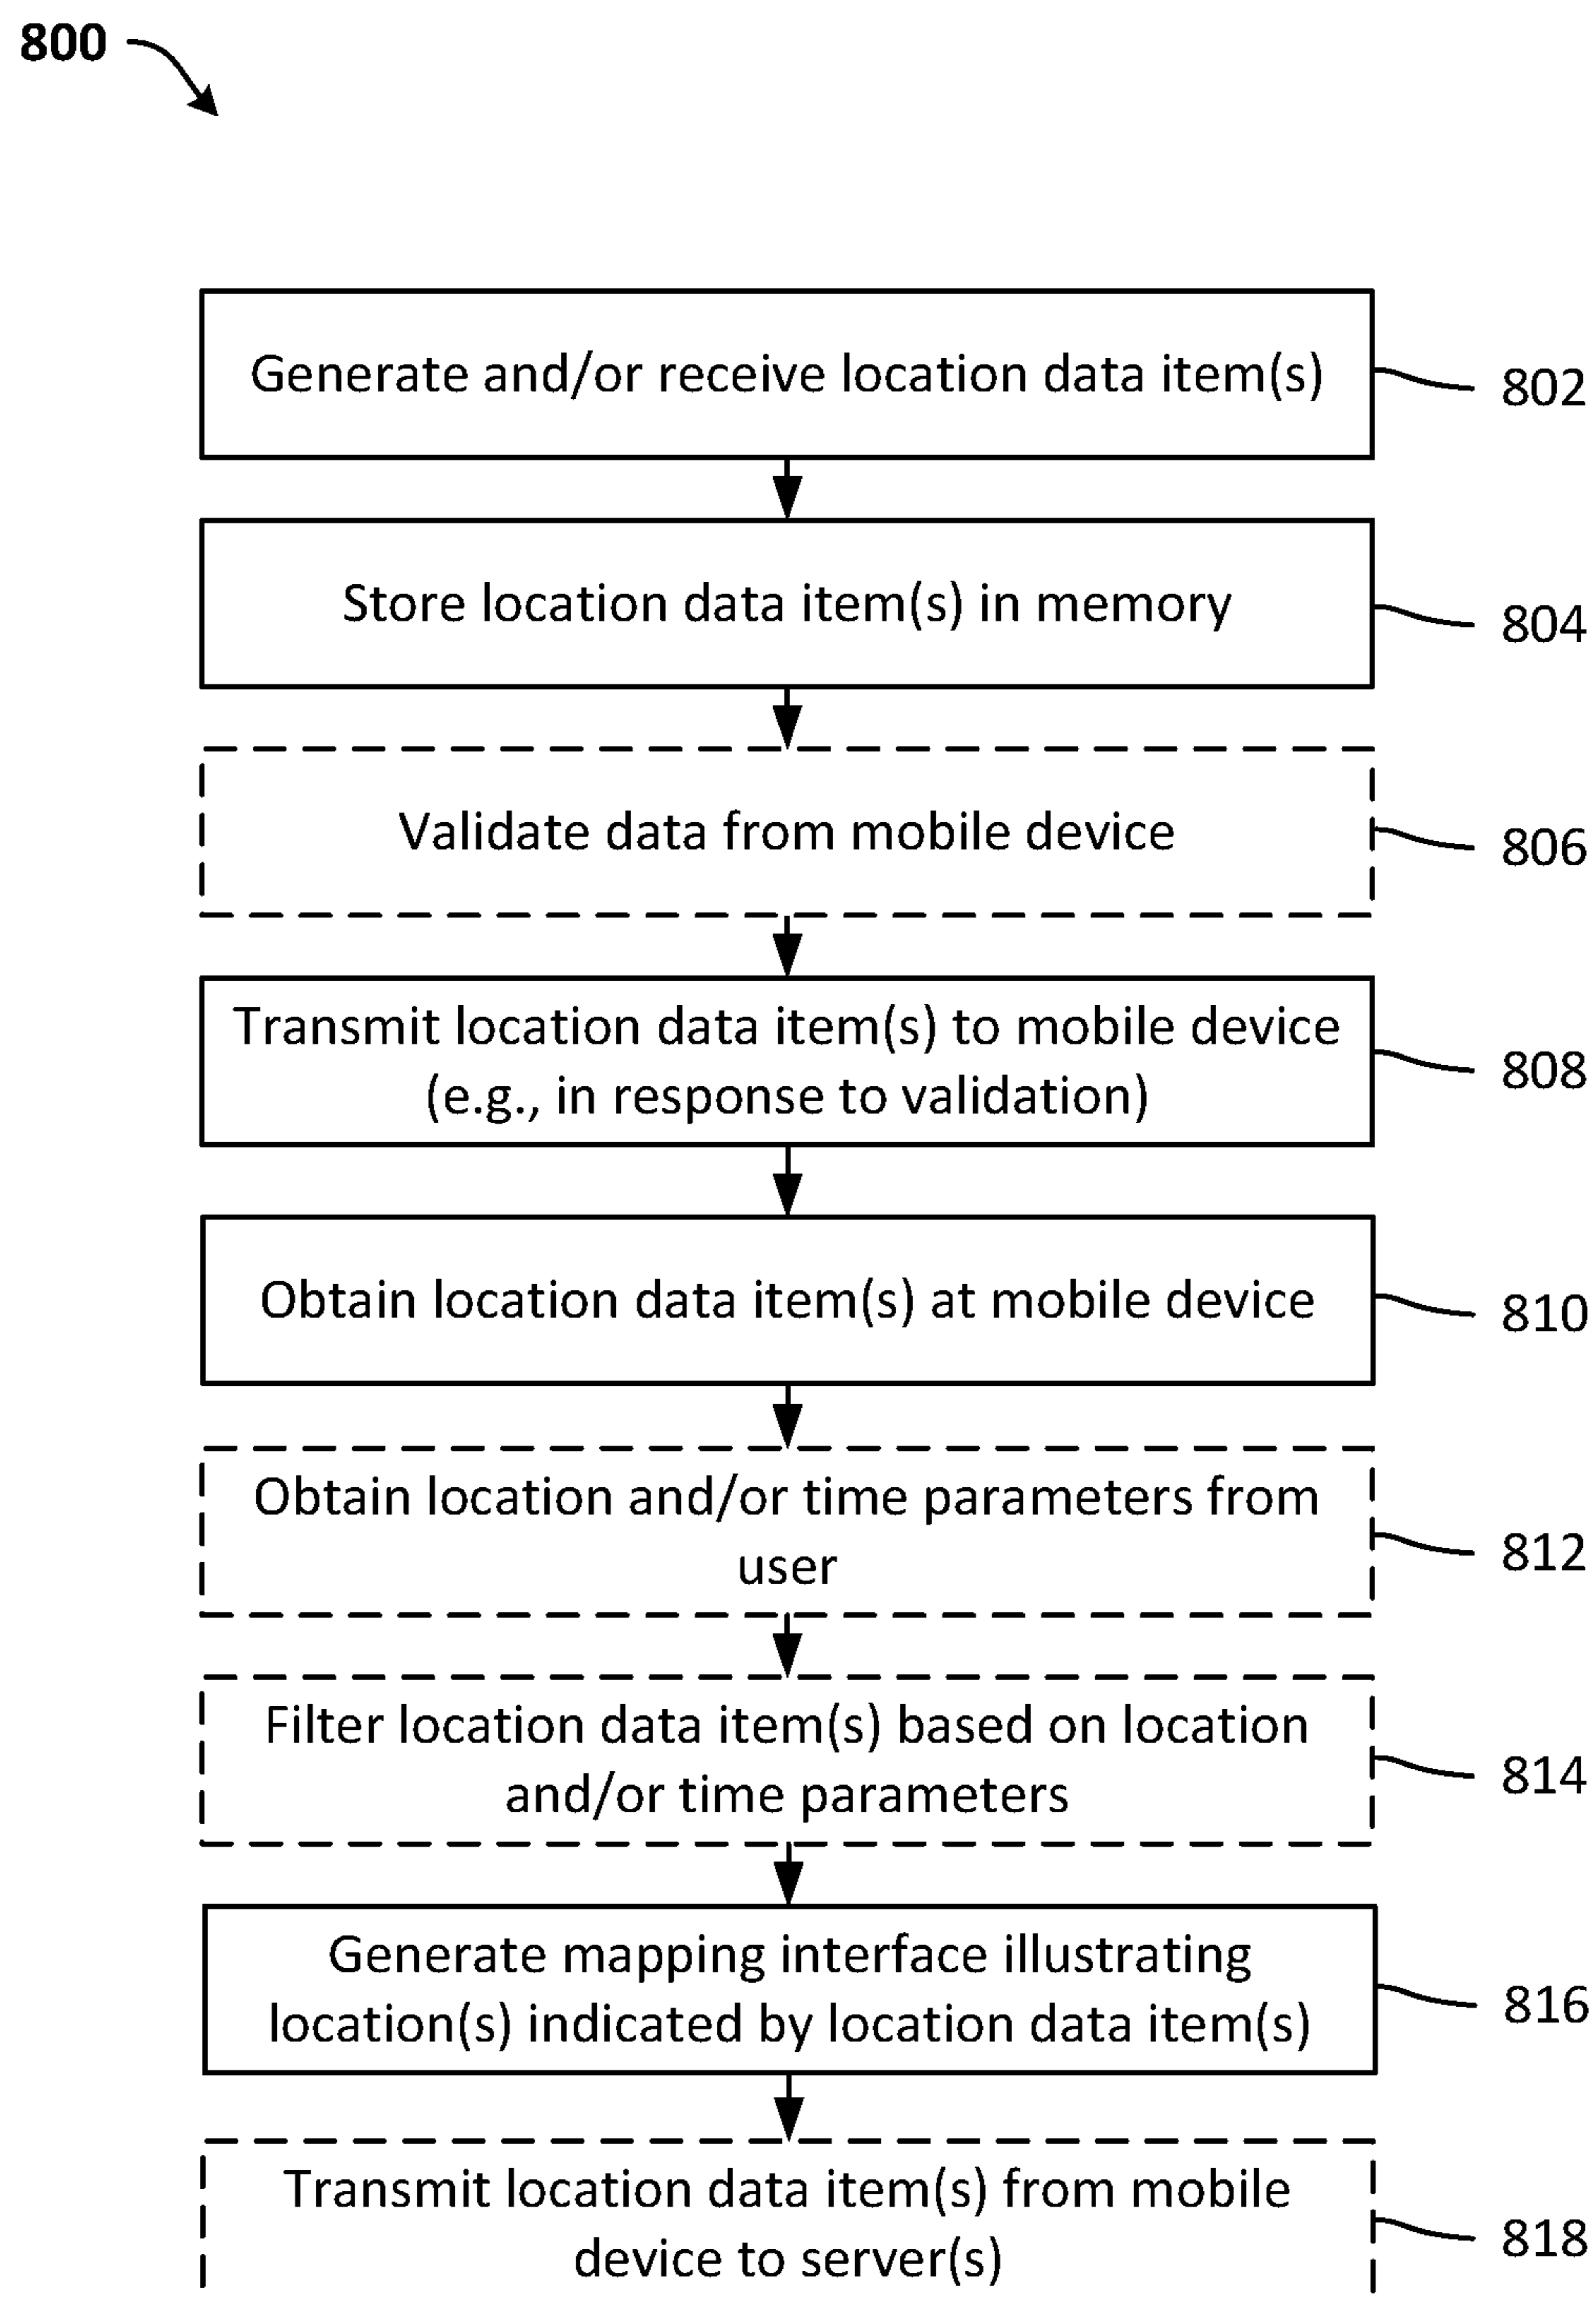 800
Generate and/or receive location data item(s)
802
Store location data item(s) in memory
804
Validate data from mobile device
806
Transmit location data item(s) to mobile device
(e.g., in response to validation)
808
Obtain location data item(s) at mobile device
810
Obtain location and/or time parameters from
user
812
Filter location data item(s) based on location
and/or time parameters
814
Generate mapping interface illustrating
location(s) indicated by location data item(s)
816
Transmit location data item(s) from mobile
device to server(s)
818